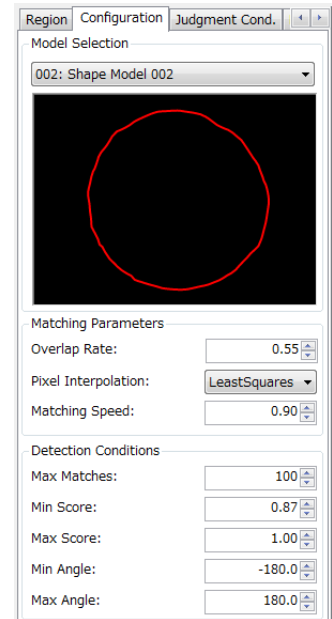 Region Configuration Judgment Cond.
Model Selection
002: Shape Model 002
Matching Parameters
Overlap Rate: 0.55
Pixel Interpolation: LeastSquares
Matching Speed: 0.90
Detection Conditions
Max Matches: 100
Min Score: 0.87
Max Score: 1.00
Min Angle: -180.0
Max Angle: 180.0